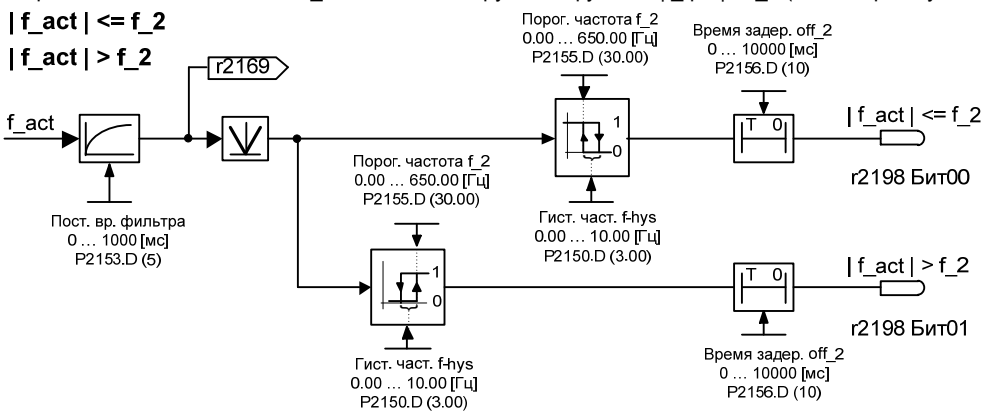 | f_act | <= f_2
| f_act | > f_2
r2169
f_act
Пост. вр. фильтра
0 ... 1000 [мс]
P2153.D (5)
Порог. частота f_2
0.00 ... 650.00 [Гц]
P2155.D (30.00)
1
0
Гист. част. f-hys
0.00 ... 10.00 [Гц]
P2150.D (3.00)
Время задер. off_2
0 ... 10000 [мс]
P2156.D (10)
T 0
| f_act | <= f_2
r2198 Бит00
Порог. частота f_2
0.00 ... 650.00 [Гц]
P2155.D (30.00)
1
0
Гист. част. f-hys
0.00 ... 10.00 [Гц]
P2150.D (3.00)
T 0
| f_act | > f_2
r2198 Бит01
Время задер. off_2
0 ... 10000 [мс]
P2156.D (10)